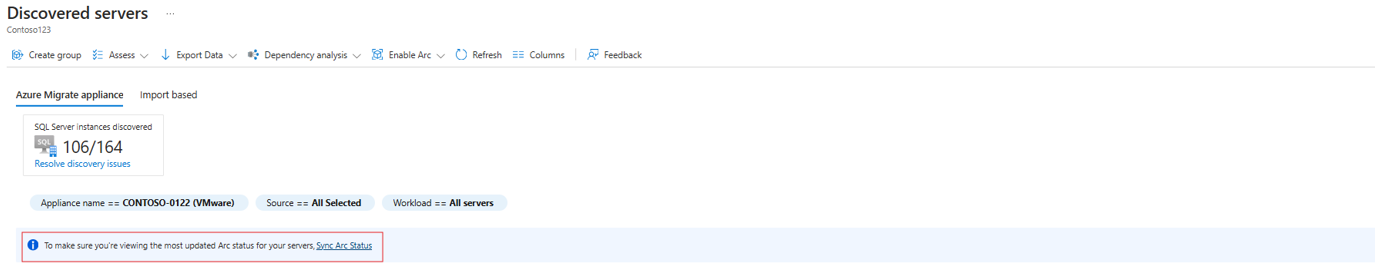 Discovered servers ...
Contoso123
Create group Assess Export Data Dependency analysis Enable Arc Refresh Columns Feedback
Azure Migrate appliance Import based
SQL Server instances discovered
SQL 106/164
Resolve discovery issues
Appliance name == CONTOSO-0122 (VMware) Source == All Selected Workload == All servers
To make sure you're viewing the most updated Arc status for your servers, Sync Arc Status